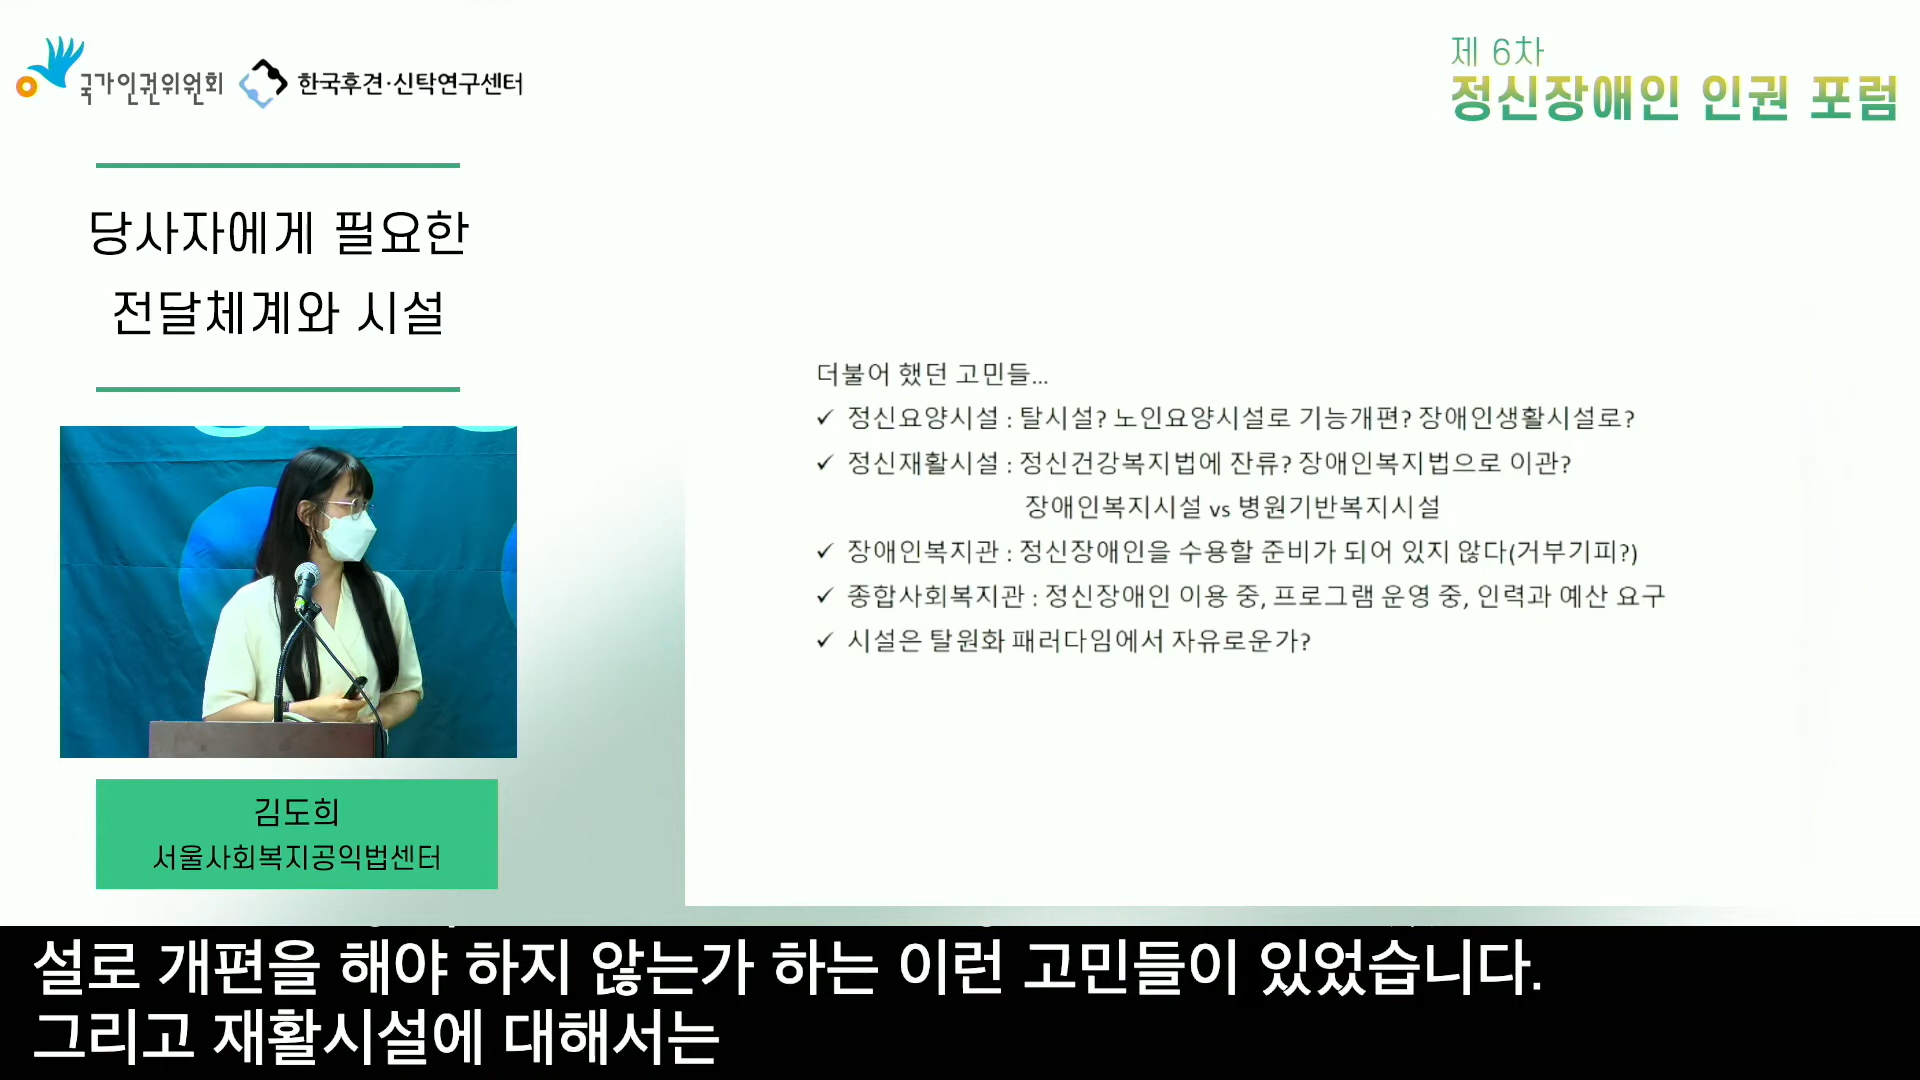 국가인권위원회
한국후견·신탁연구센터
제 6차
정신장애인 인권 포럼
당사자에게 필요한
전달체계와 시설
더불어 했던 고민들...
✓ 정신요양시설 : 탈시설? 노인요양시설로 기능개편? 장애인생활시설로?
✓ 정신재활시설 : 정신건강복지법에 잔류? 장애인복지법으로 이관?
장애인복지시설 vs 병원기반복지시설
✓ 장애인복지관 : 정신장애인을 수용할 준비가 되어 있지 않다(거부기피?)
✓ 종합사회복지관 : 정신장애인 이용 중, 프로그램 운영 중, 인력과 예산 요구
✓ 시설은 탈원화 패러다임에서 자유로운가?
김도희
서울사회복지공익법센터
설로 개편을 해야 하지 않는가 하는 이런 고민들이 있었습니다.
그리고 재활시설에 대해서는